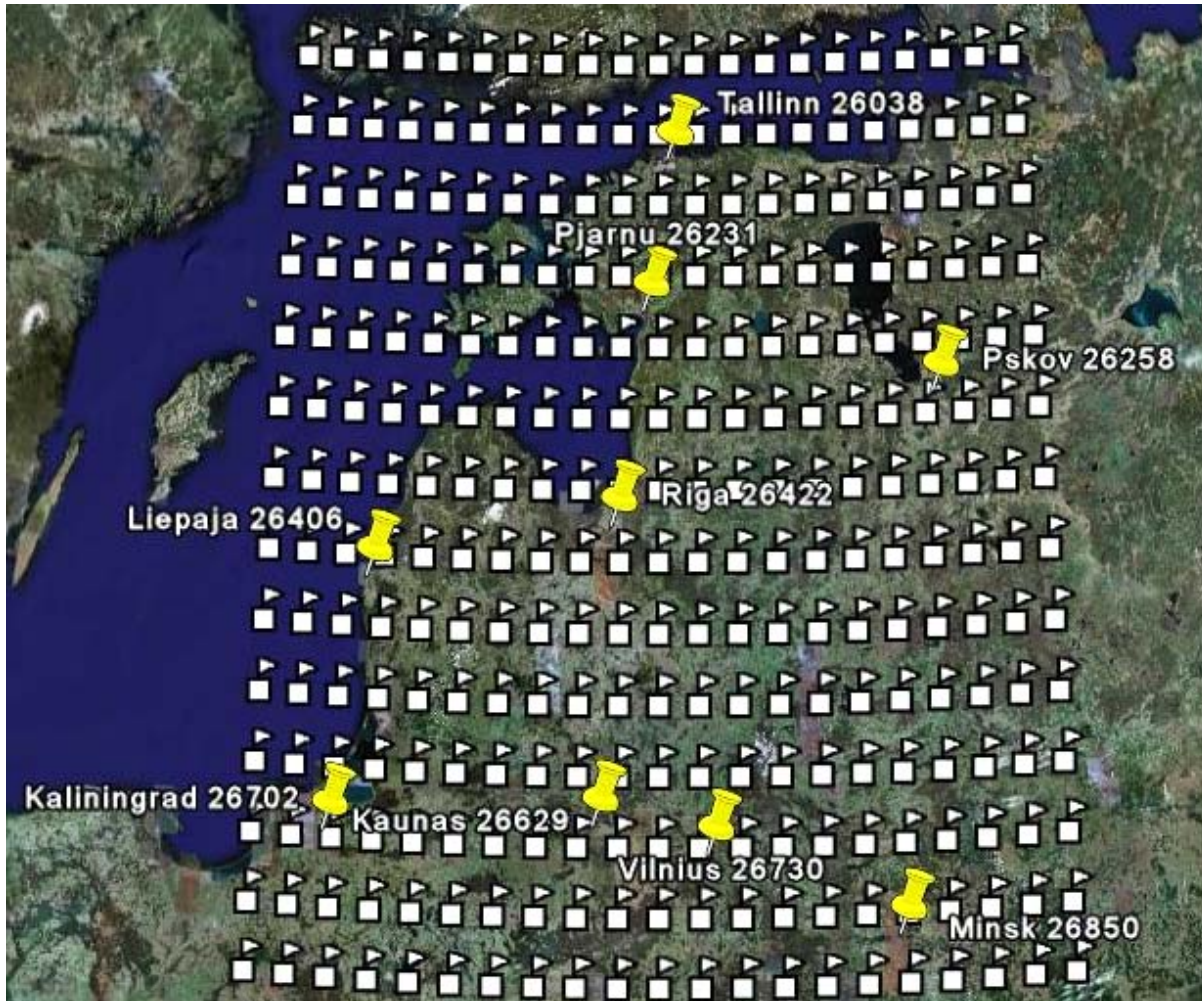 Tallinn 26038
Pjarnu 26231
Pskov 26258
Riga 26422
Liepaja 26406
Kaliningrad 26702
Kaunas 26629
Vilnius 26730
Minsk 26850